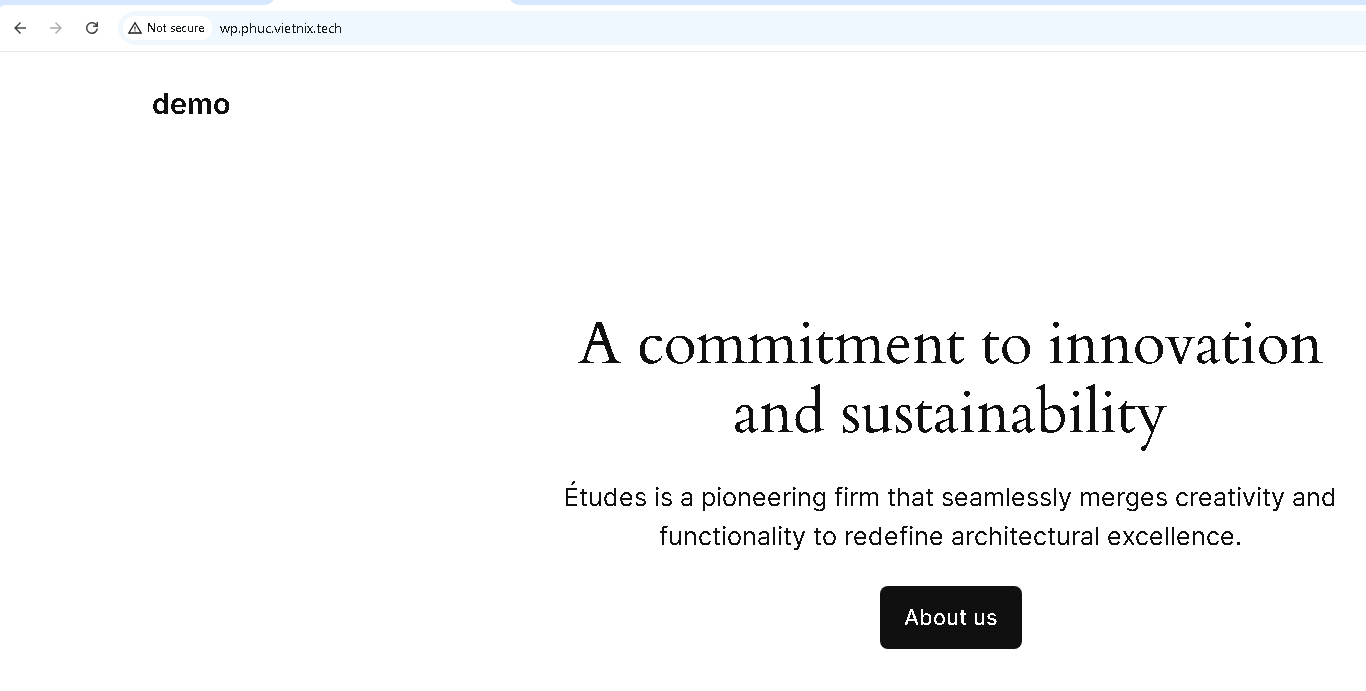 Not secure wp.phuc.vietnix.tech
demo
A commitment to innovation
and sustainability
Études is a pioneering firm that seamlessly merges creativity and
functionality to redefine architectural excellence.
About us